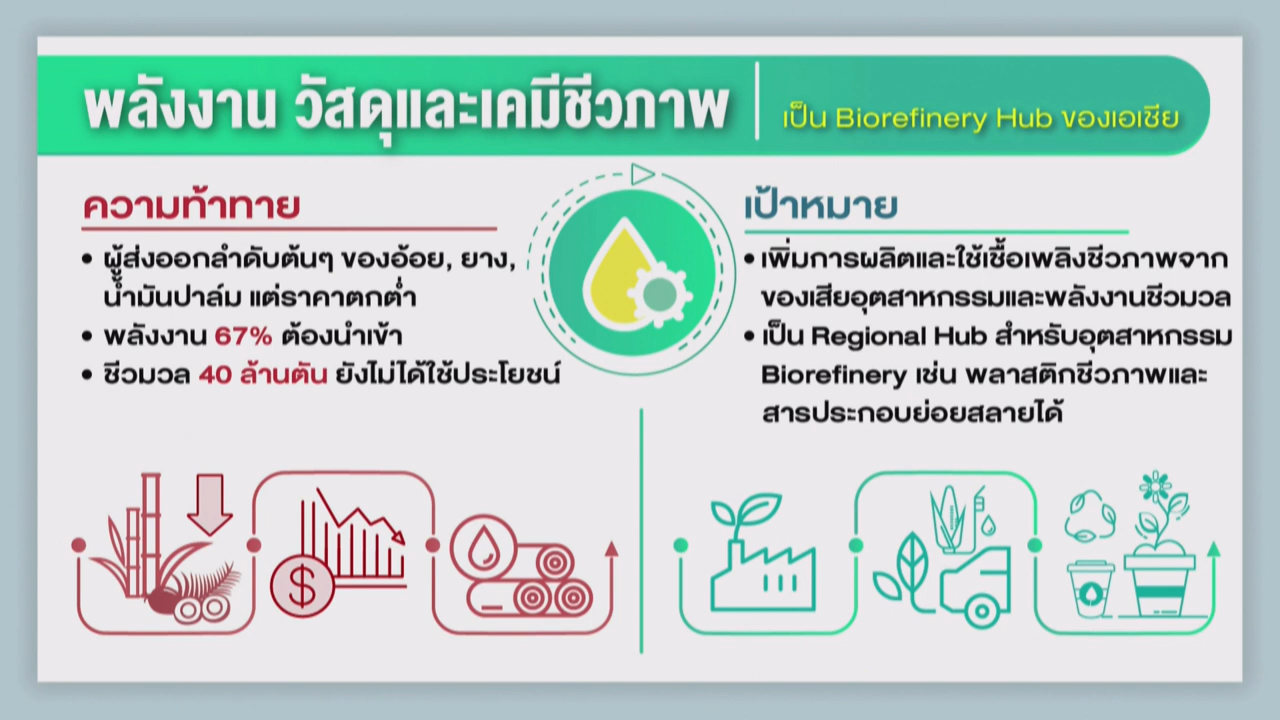 พลังงาน วัสดุและเคมีชีวภาพ
เป็น Biorefinery Hub ของเอเชีย
ความท้าทาย
• ผู้ส่งออกลำดับต้นๆ ของอ้อย, ยาง,
น้ำมันปาล์ม แต่ราคาตกต่ำ
• พลังงาน 67% ต้องนำเข้า
• ชีวมวล 40 ล้านตัน ยังไม่ได้ใช้ประโยชน์
เป้าหมาย
• เพิ่มการผลิตและใช้เชื้อเพลิงชีวภาพจาก
ของเสียอุตสาหกรรมและพลังงานชีวมวล
• เป็น Regional Hub สำหรับอุตสาหกรรม
Biorefinery เช่น พลาสติกชีวภาพและ
สารประกอบย่อยสลายได้
$